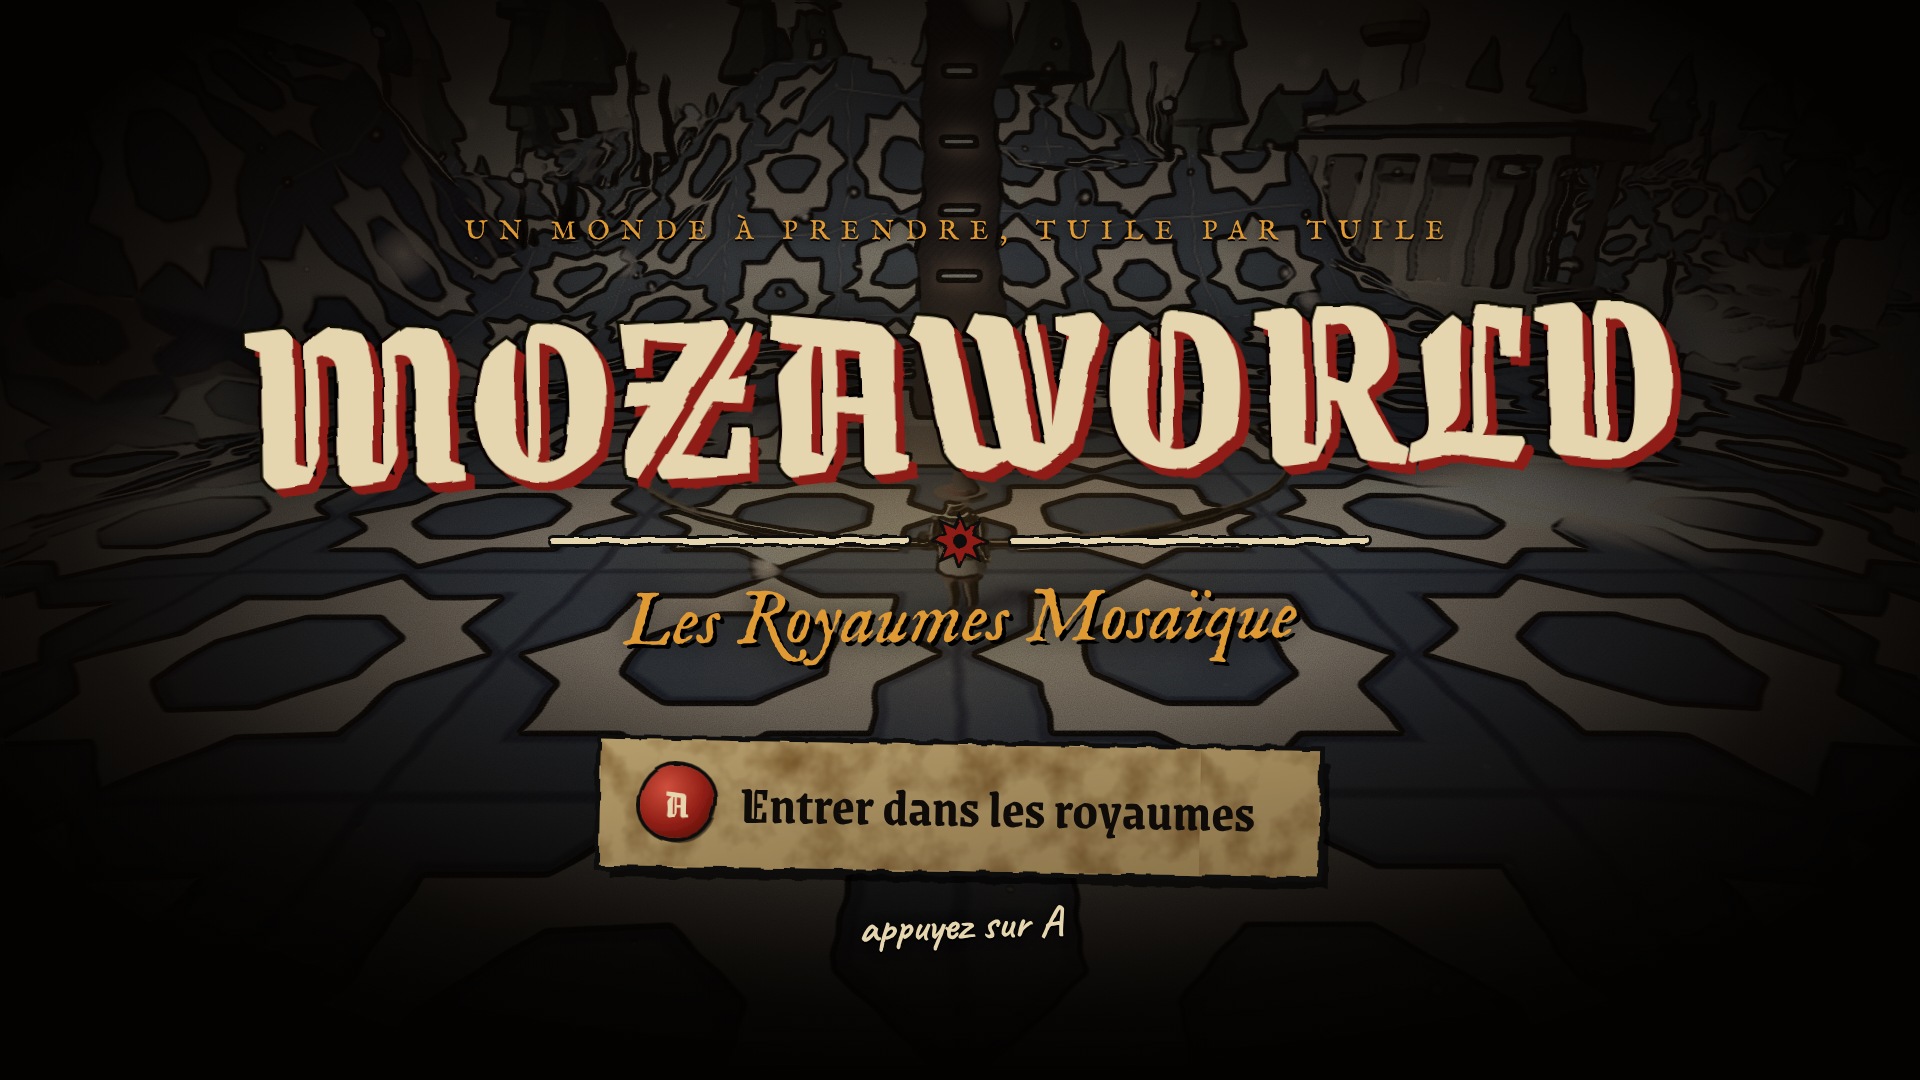 UN MONDE À PRENDRE, TUILE PAR TUILE
MOZAWORLD
Les Royaumes Mosaïque
A Entrer dans les royaumes
appuyez sur A